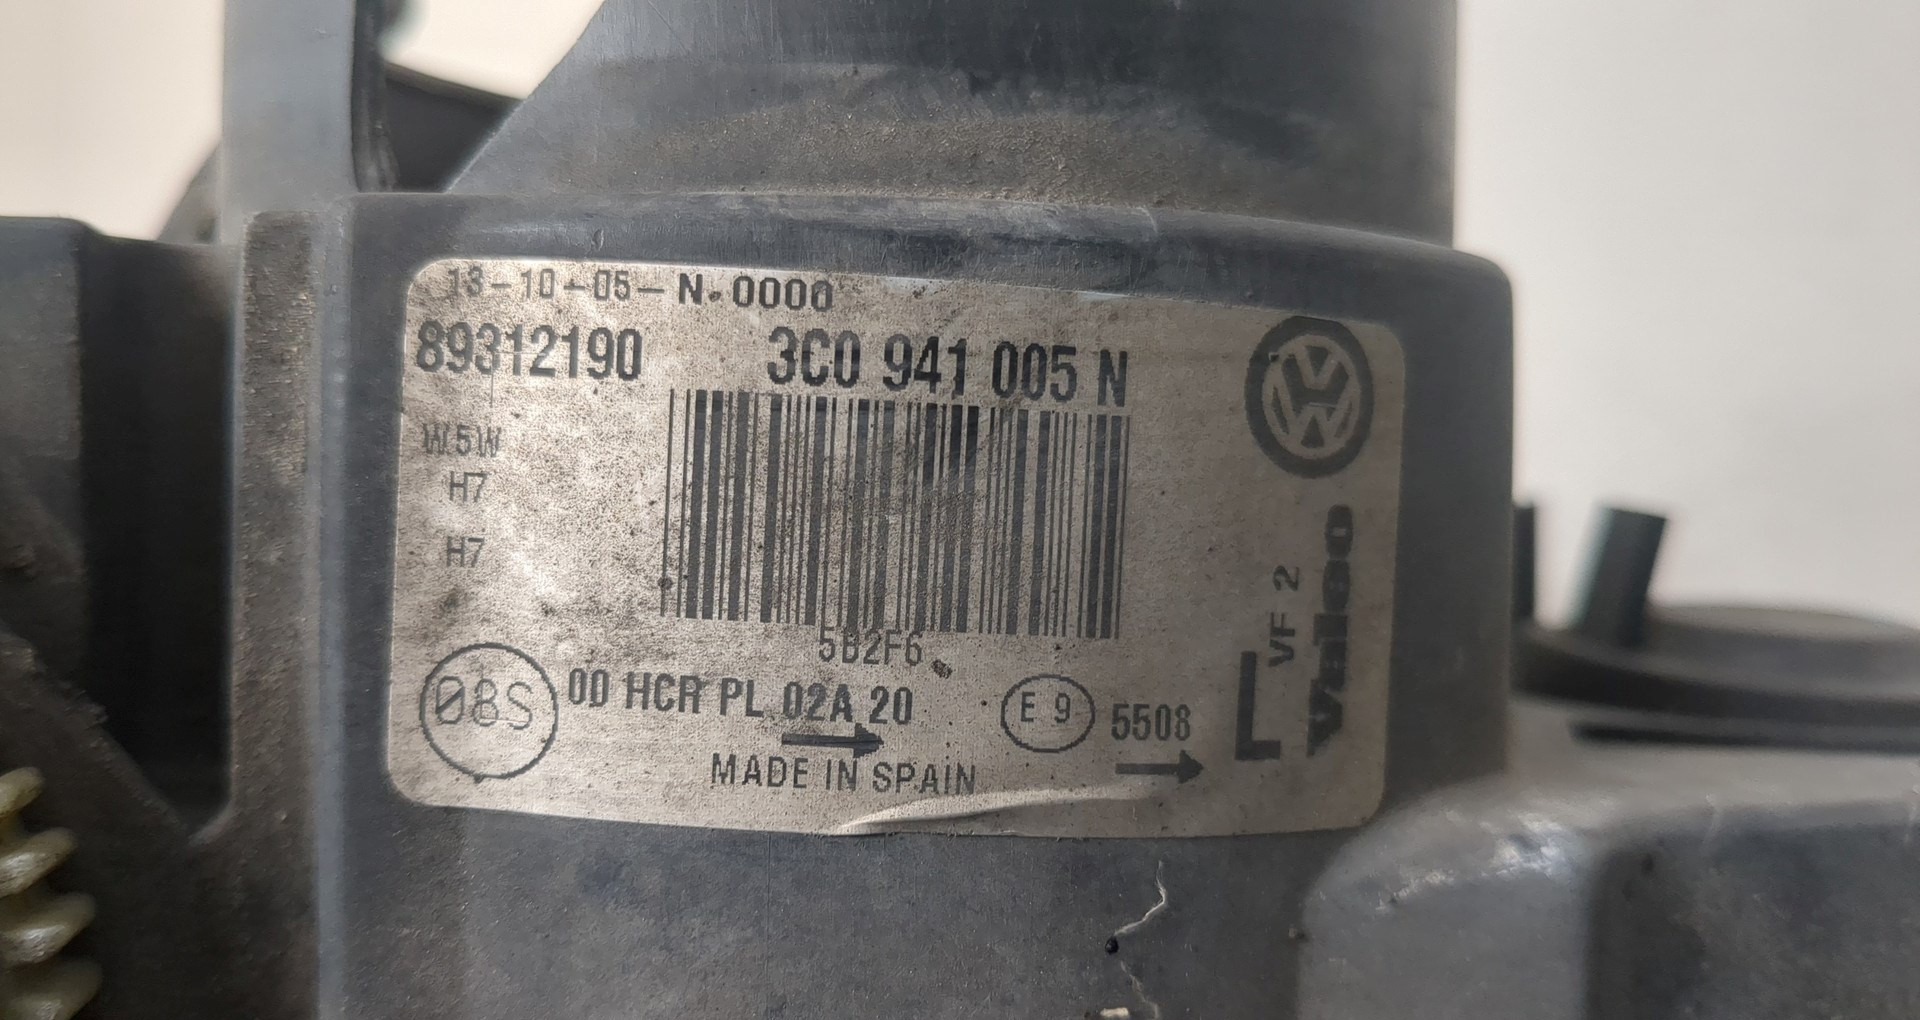 13-10-05-N.0000
89312190 3C0 941 005 N
W5W
H7
H7
5B2F6
08S 00 HCR PL 02A 20 E 9 5508
MADE IN SPAIN
L
VF 2
Valeo